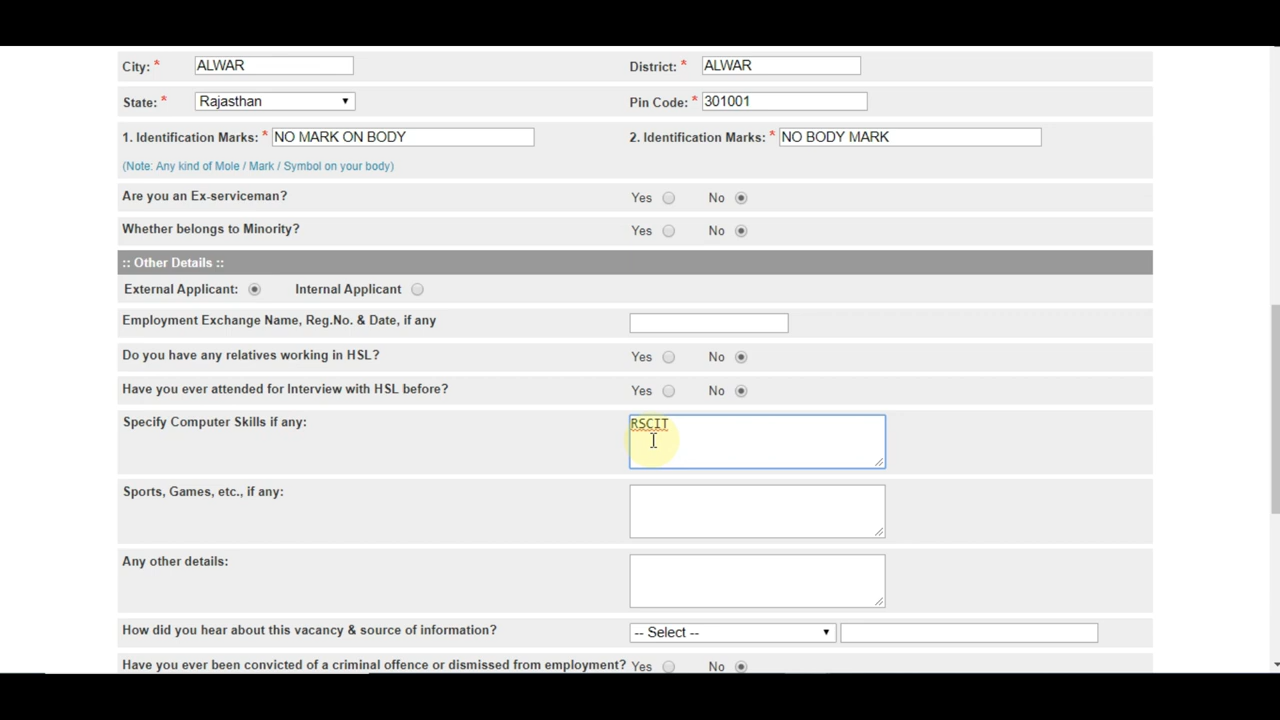 City: * ALWAR District: * ALWAR
State: * Rajasthan Pin Code: * 301001
1. Identification Marks: * NO MARK ON BODY 2. Identification Marks: * NO BODY MARK
(Note: Any kind of Mole / Mark / Symbol on your body)
Are you an Ex-serviceman? Yes No
Whether belongs to Minority? Yes No
:: Other Details ::
External Applicant: Internal Applicant
Employment Exchange Name, Reg.No. & Date, if any
Do you have any relatives working in HSL? Yes No
Have you ever attended for Interview with HSL before? Yes No
Specify Computer Skills if any: RSCIT
Sports, Games, etc., if any:
Any other details:
How did you hear about this vacancy & source of information? -- Select --
Have you ever been convicted of a criminal offence or dismissed from employment? Yes No